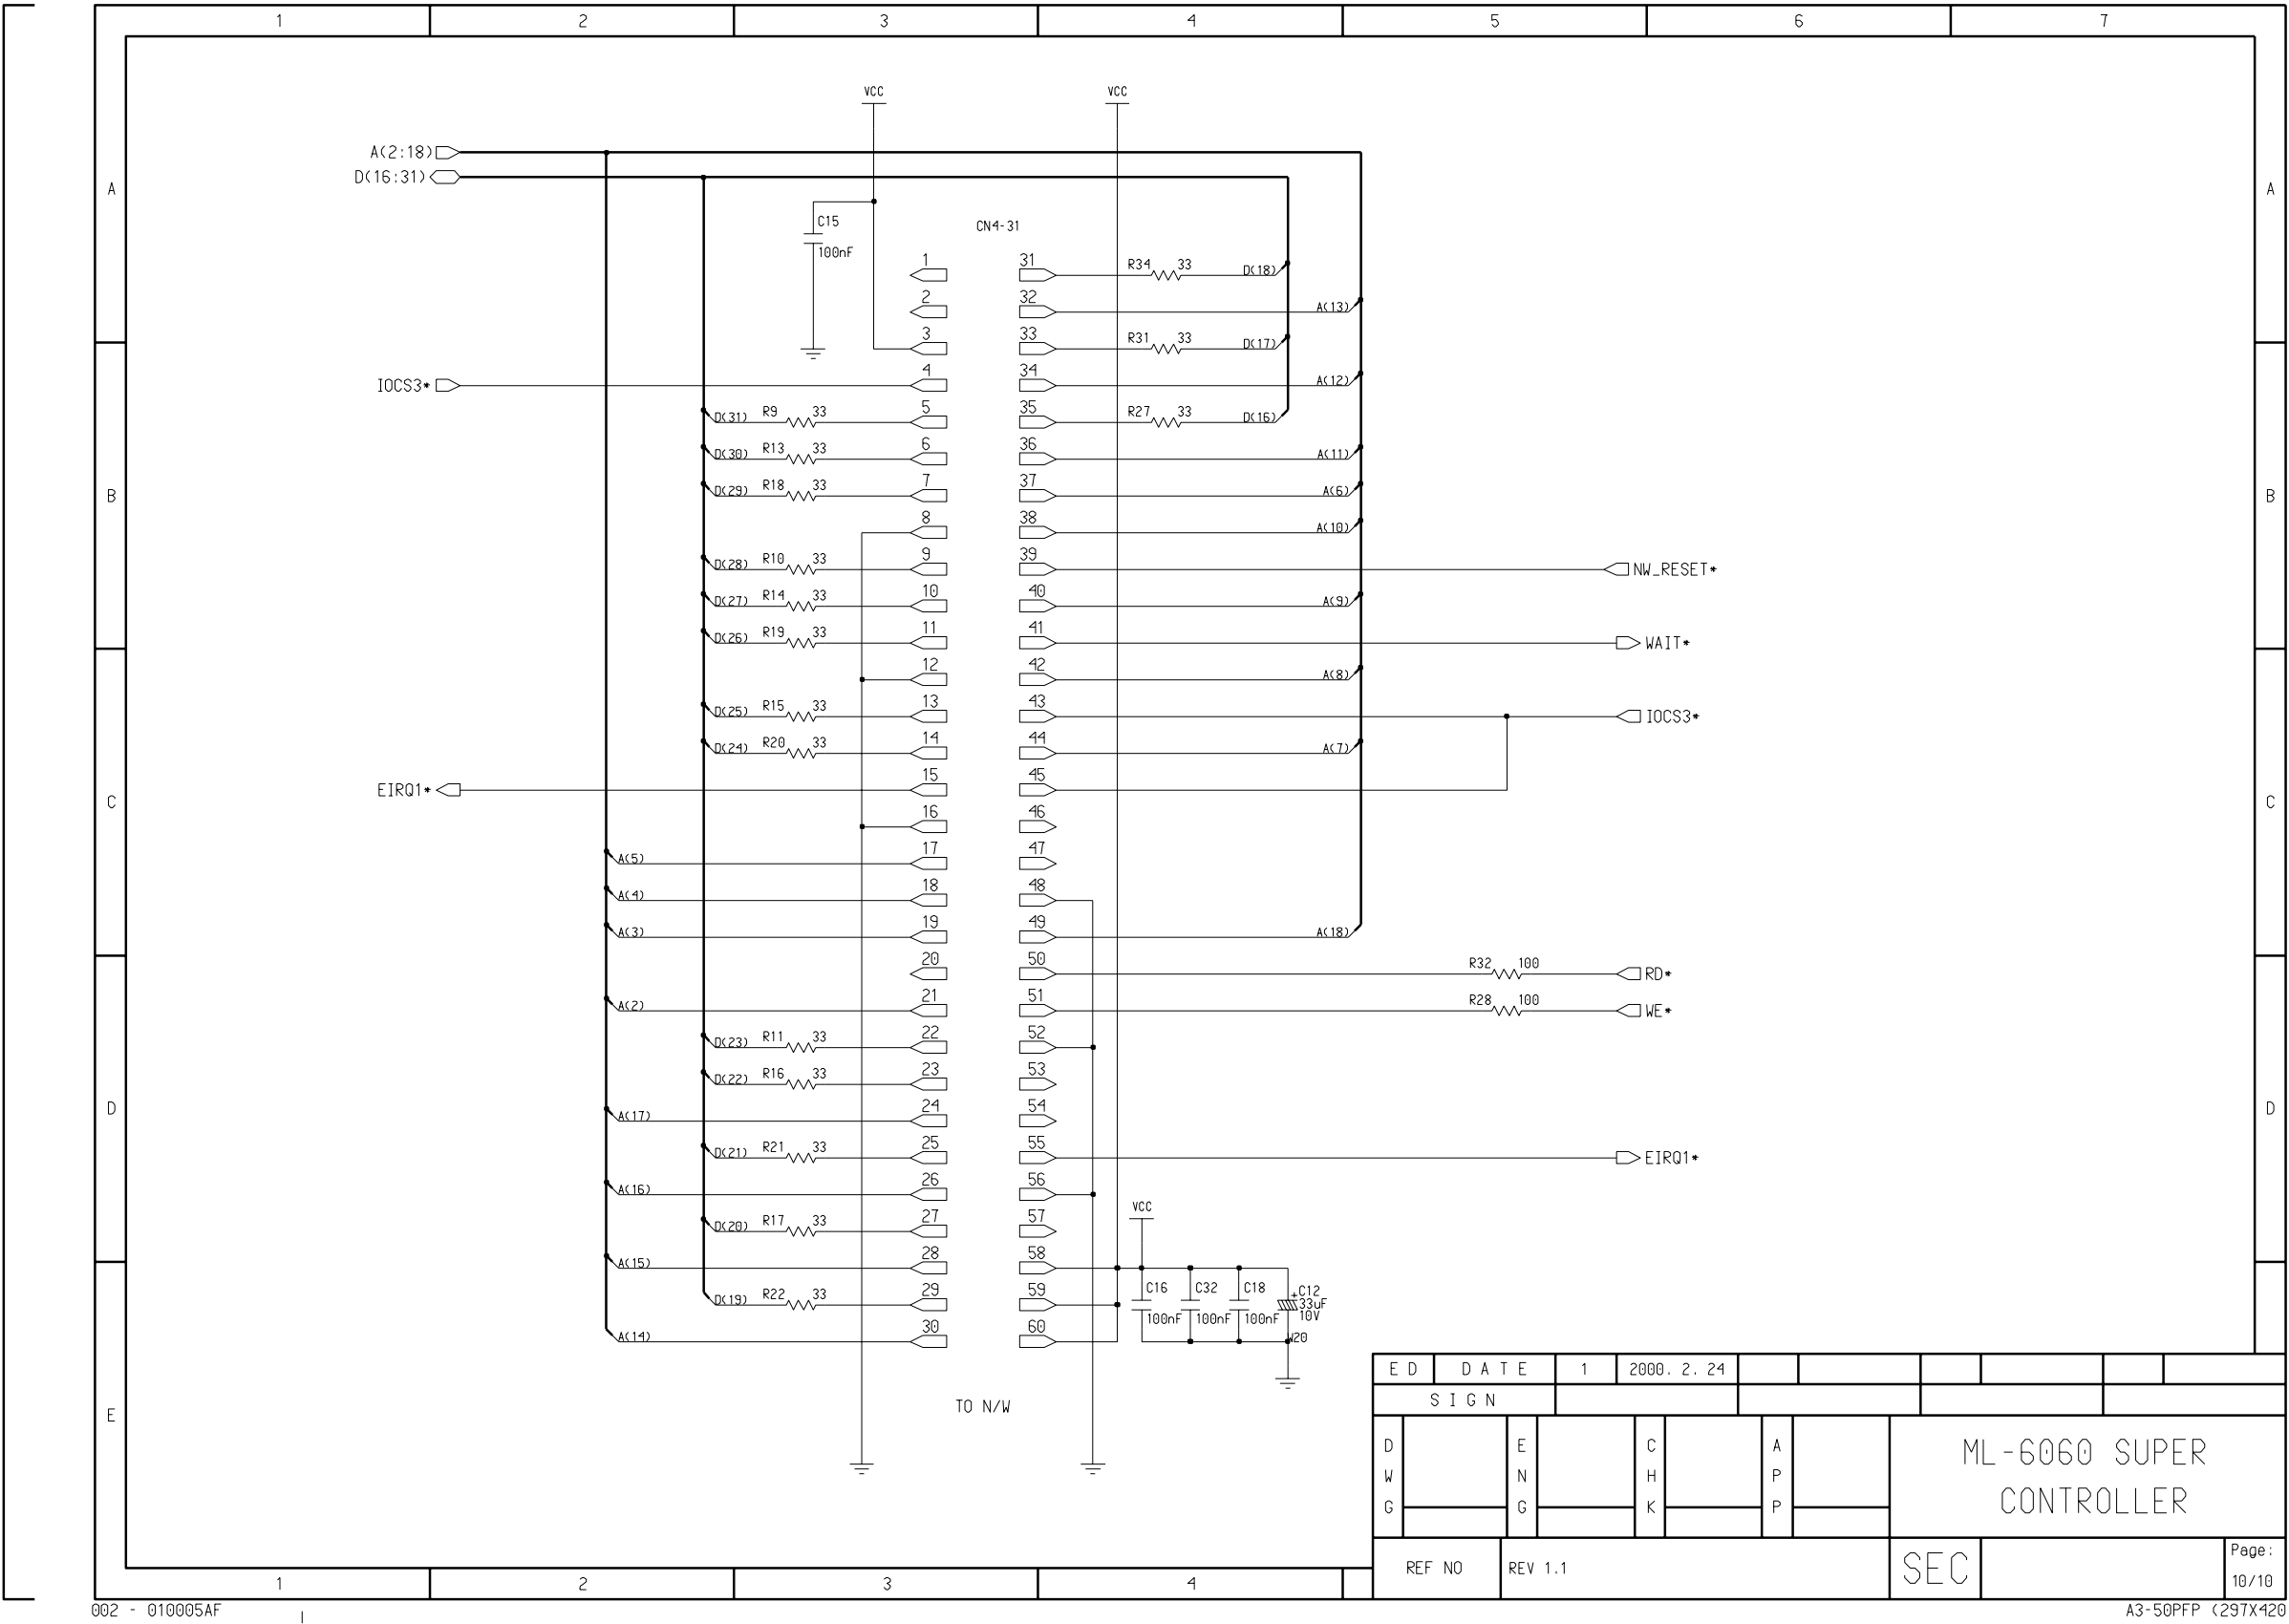 1 2 3 4 5 6 7
VCC VCC
A(2:18)
D(16:31)
A A
C15
100nF
CN4-31
1 31 R34 33 D(18)
2 32 A(13)
3 33 R31 33 D(17)
IOCS3* 4 34 A(12)
D(31) R9 33 5 35 R27 33 D(16)
D(30) R13 33 6 36 A(11)
B D(29) R18 33 7 37 A(6) B
8 38 A(10)
D(28) R10 33 9 39 NW_RESET*
D(27) R14 33 10 40 A(9)
D(26) R19 33 11 41 WAIT*
12 42 A(8)
D(25) R15 33 13 43 IOCS3*
D(24) R20 33 14 44 A(7)
C EIRQ1* 15 45 C
16 46
A(5) 17 47
A(4) 18 48
A(3) 19 49 A(18)
20 50 R32 100 RD*
A(2) 21 51 R28 100 WE*
D(23) R11 33 22 52
D(22) R16 33 23 53
D A(17) 24 54 D
D(21) R21 33 25 55 EIRQ1*
A(16) 26 56
D(20) R17 33 27 57
VCC
A(15) 28 58
D(19) R22 33 29 59
C16 C32 C18 +C12
100nF 100nF 100nF 33uF
10V
A(14) 30 60
W20
TO N/W
E
ED DATE 1 2000. 2. 24
SIGN
DWG ENG CHK APP
ML-6060 SUPER
CONTROLLER
REF NO REV 1.1 SEC
Page:
10/10
1 2 3 4
002 - 010005AF
A3-50PFP (297X420